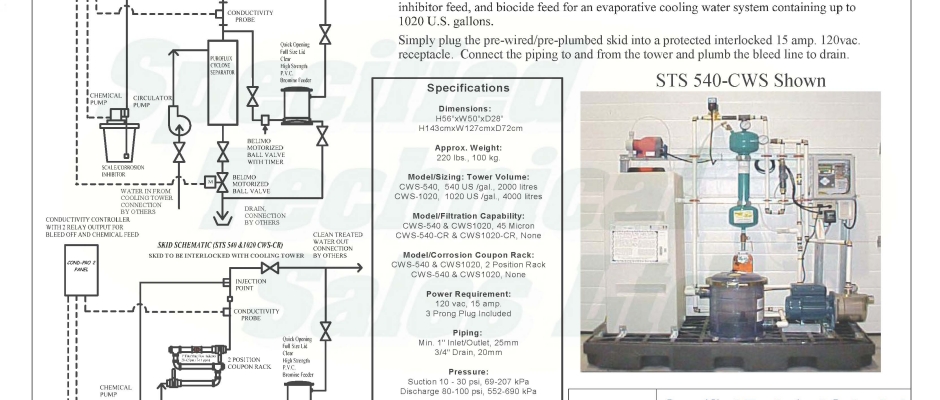 CONDUCTIVITY
PROBE
PUROFLUX
CYCLONE
SEPARATOR
Quick Opening
Full Size Lid
Clear
High Strength
P.V.C.
Bromine Feeder
CHEMICAL
PUMP
CIRCULATOR
PUMP
BELIMO
MOTORIZED
BALL VALVE
WITH TIMER
SCALE/CORROSION
INHIBITOR
M
BELIMO
MOTORIZED
BALL VALVE
WATER IN FROM
COOLING TOWER
CONNECTION
BY OTHERS
DRAIN,
CONNECTION
BY OTHERS
CONDUCTIVITY CONTROLLER
WITH 2 RELAY OUTPUT FOR
BLEED OFF AND CHEMICAL FEED
SKID SCHEMATIC (STS 540 &1020 CWS-CR)
SKID TO BE INTERLOCKED WITH COOLING TOWER
CLEAN TREATED
WATER OUT
CONNECTION
BY OTHERS
COND-PRO 2
PANEL
INJECTION
POINT
CONDUCTIVITY
PROBE
2 POSITION
COUPON RACK
Quick Opening
Full Size Lid
Clear
High Strength
P.V.C.
Bromine Feeder
CHEMICAL
PUMP
inhibitor feed, and biocide feed for an evaporative cooling water system containing up to
1020 U.S. gallons.
Simply plug the pre-wired/pre-plumbed skid into a protected interlocked 15 amp. 120vac.
receptacle.  Connect the piping to and from the tower and plumb the bleed line to drain.
Specifications
Dimensions:
H56"xW50"xD28"
H143cmxW127cmxD72cm
Approx. Weight:
220 lbs., 100 kg.
Model/Sizing: Tower Volume:
CWS-540,  540 US /gal., 2000 litres
CWS-1020,  1020 US /gal., 4000 litres
Model/Filtration Capability:
CWS-540 & CWS1020, 45 Micron
CWS-540-CR & CWS1020-CR, None
Model/Corrosion Coupon Rack:
CWS-540 & CWS1020, 2 Position Rack
CWS-540 & CWS1020, None
Power Requirement:
120 vac, 15 amp.
3 Prong Plug Included
Piping:
Min. 1" Inlet/Outlet, 25mm
3/4" Drain, 20mm
Pressure:
Suction 10 - 30 psi, 69-207 kPa
Discharge 80-100 psi, 552-690 kPa
STS 540-CWS Shown